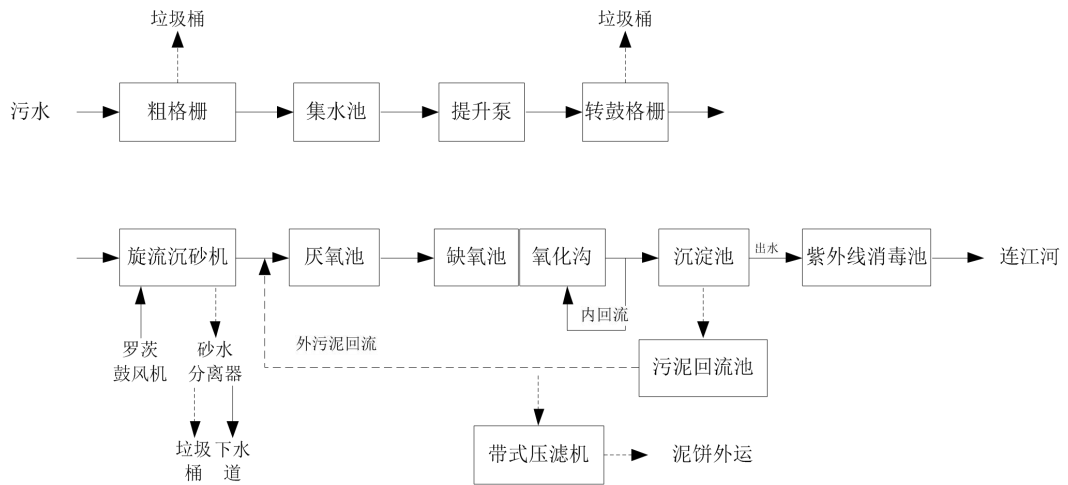 垃圾桶
垃圾桶
污水
粗格栅
集水池
提升泵
转鼓格栅
旋流沉砂机
厌氧池
缺氧池
氧化沟
沉淀池
出水
紫外线消毒池
连江河
内回流
罗茨
鼓风机
砂水
分离器
外污泥回流
污泥回流池
垃圾
桶
下水
道
带式压滤机
泥饼外运